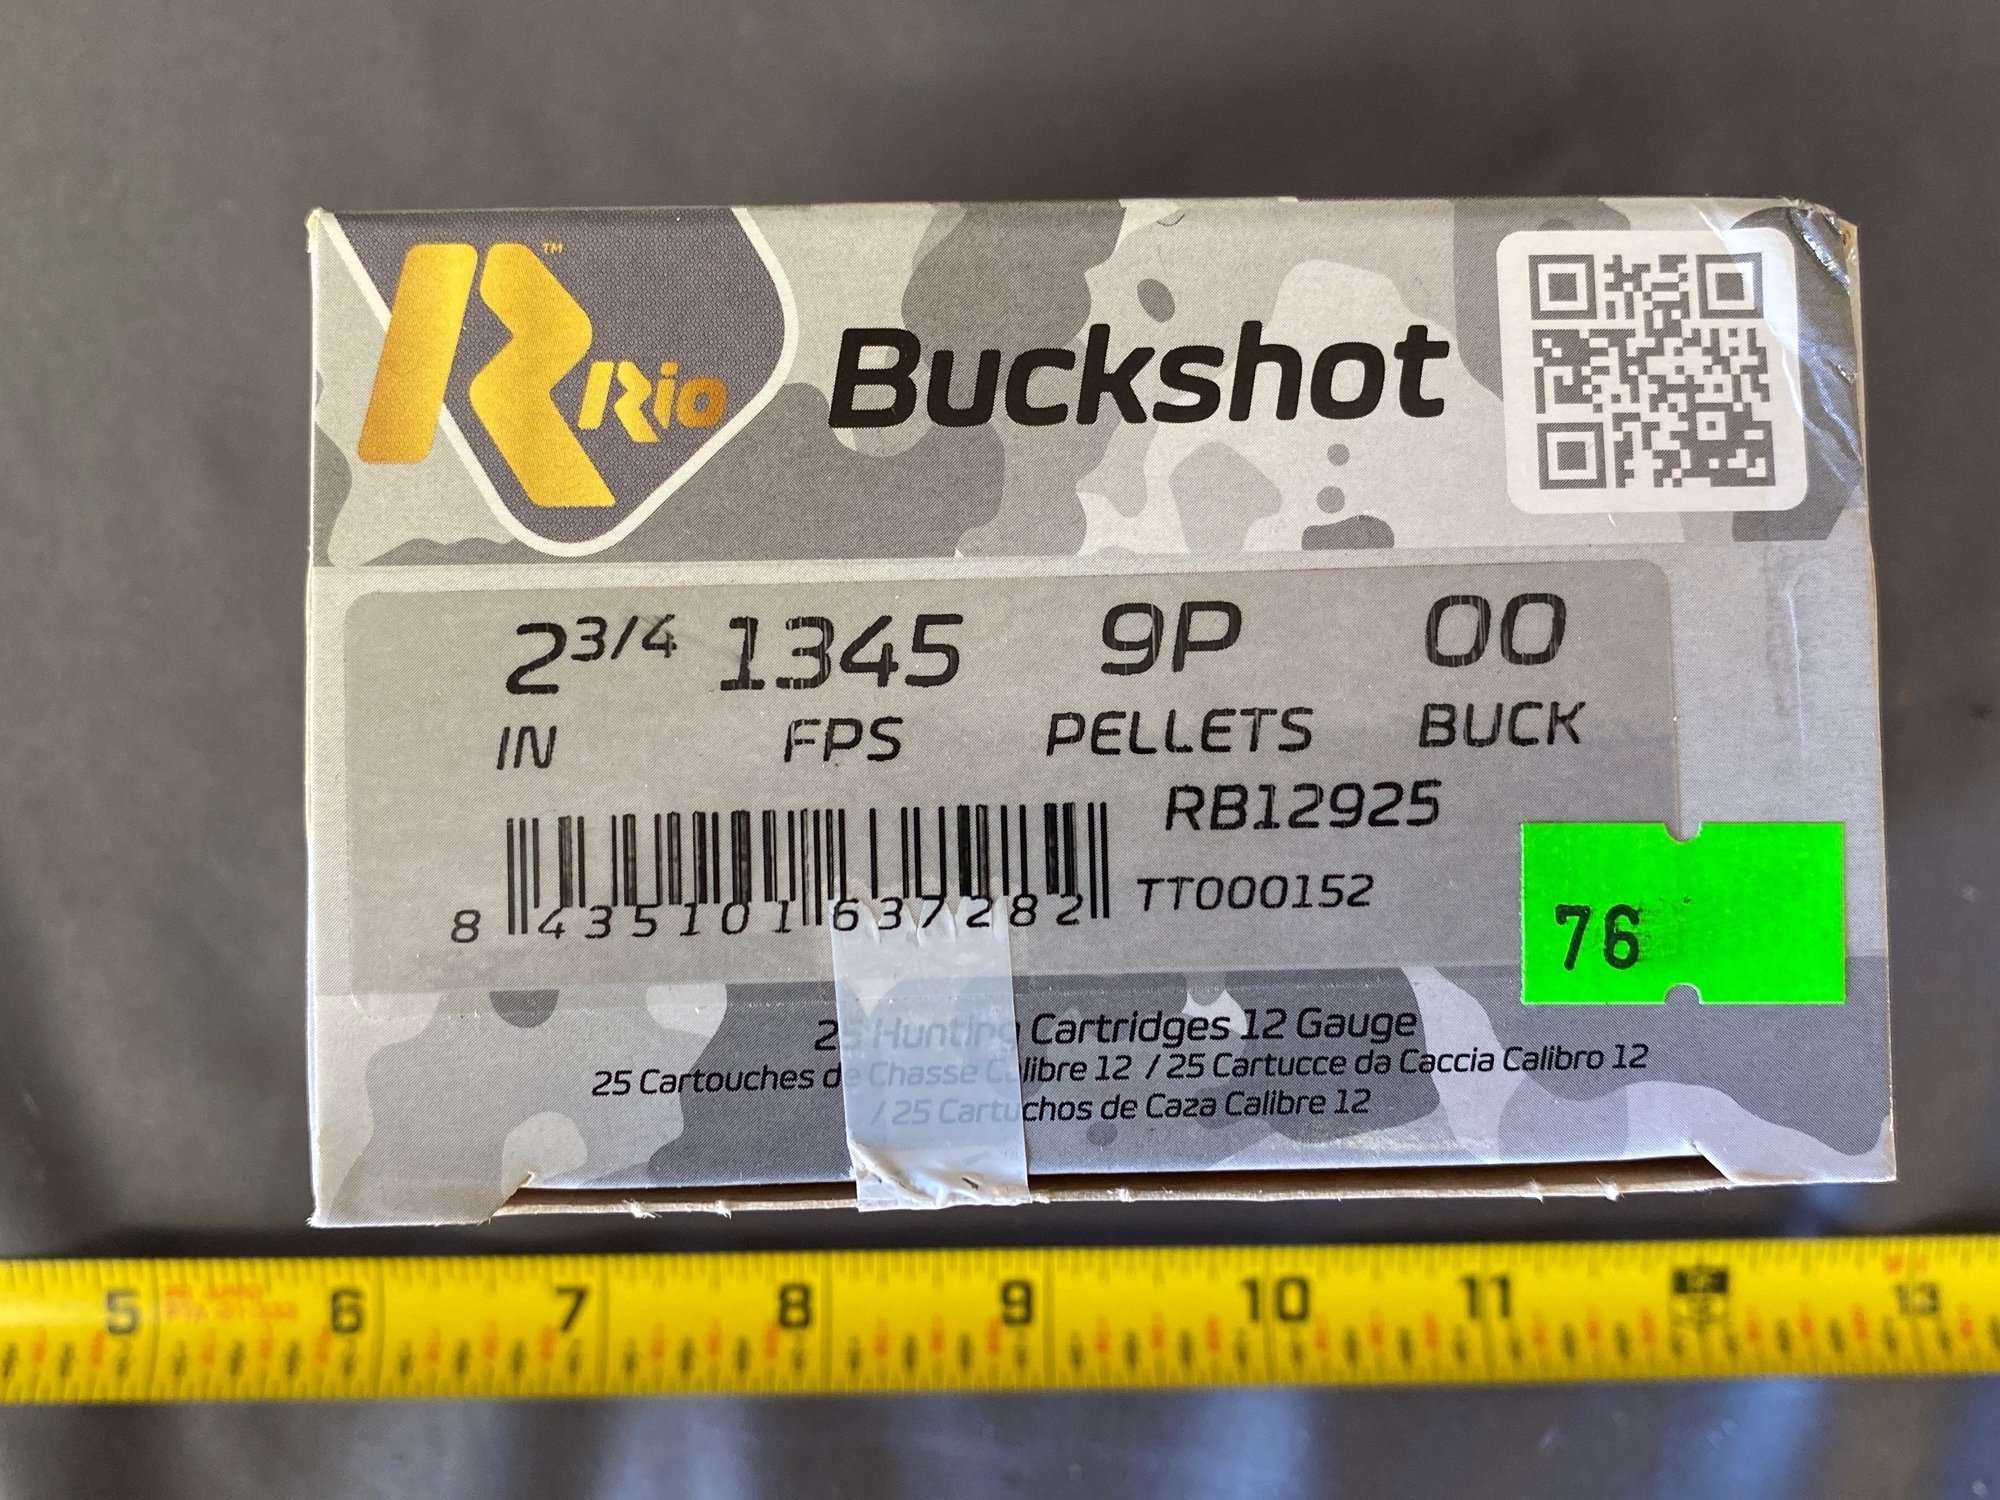 Rio™
Buckshot
2 3/4 1345 9P 00
IN FPS PELLETS BUCK
RB12925
8 435101 637282 TT000152
76
25 Hunting Cartridges 12 Gauge
25 Cartouches de Chasse Calibre 12 / 25 Cartucce da Caccia Calibro 12
/ 25 Cartuchos de Caza Calibre 12
5 6 7 8 9 10 11 12 13